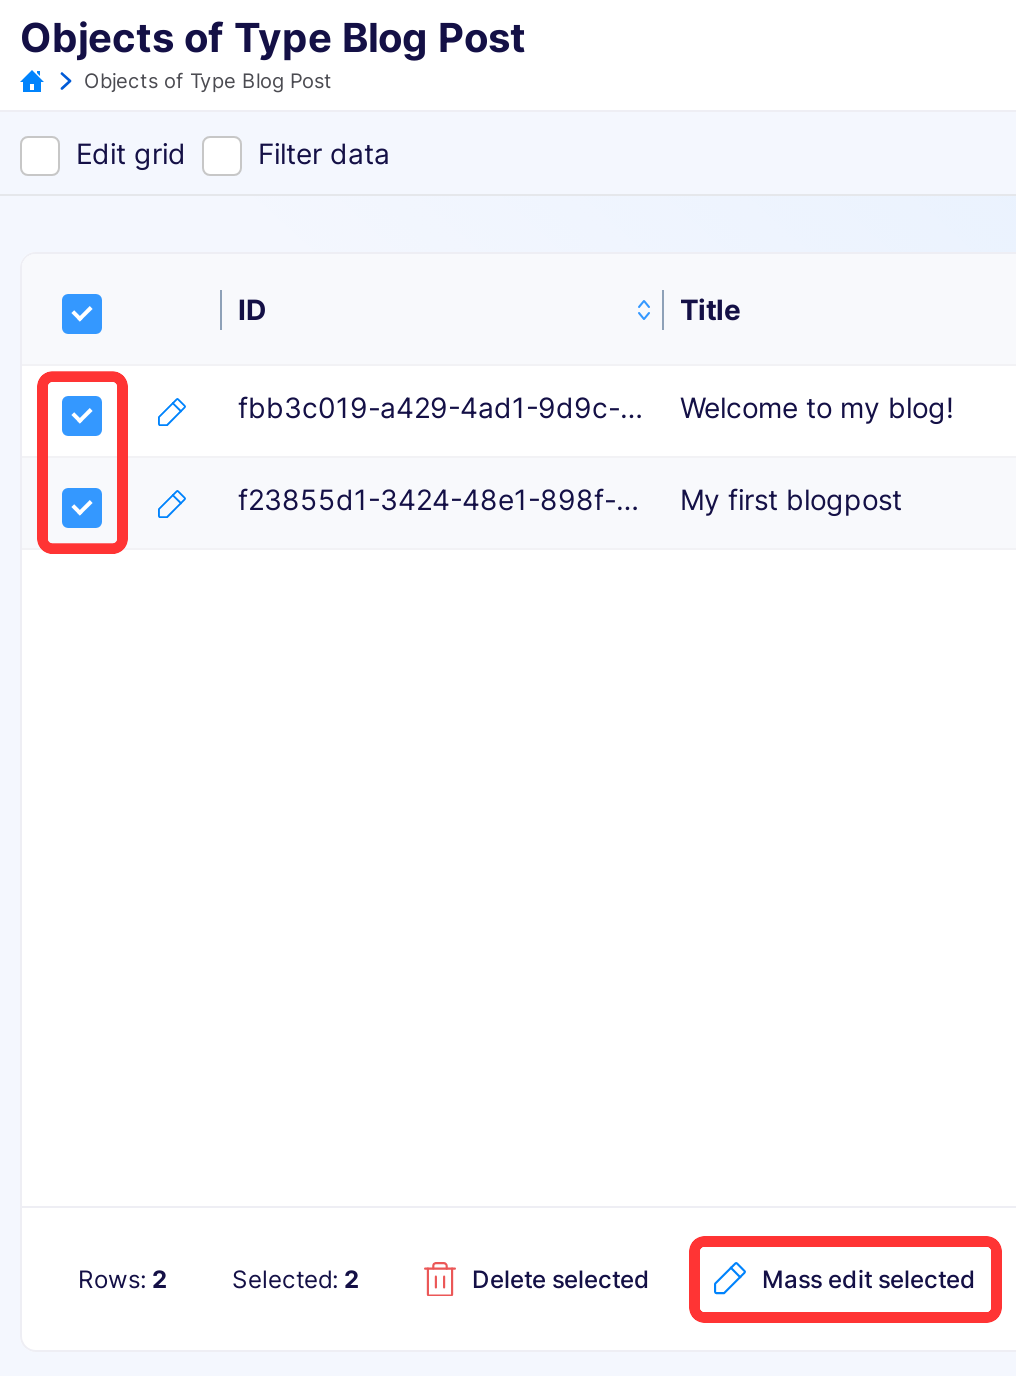 Objects of Type Blog Post
Objects of Type Blog Post
Edit grid Filter data
ID Title
fbb3c019-a429-4ad1-9d9c-... Welcome to my blog!
f23855d1-3424-48e1-898f-... My first blogpost
Rows: 2 Selected: 2 Delete selected Mass edit selected